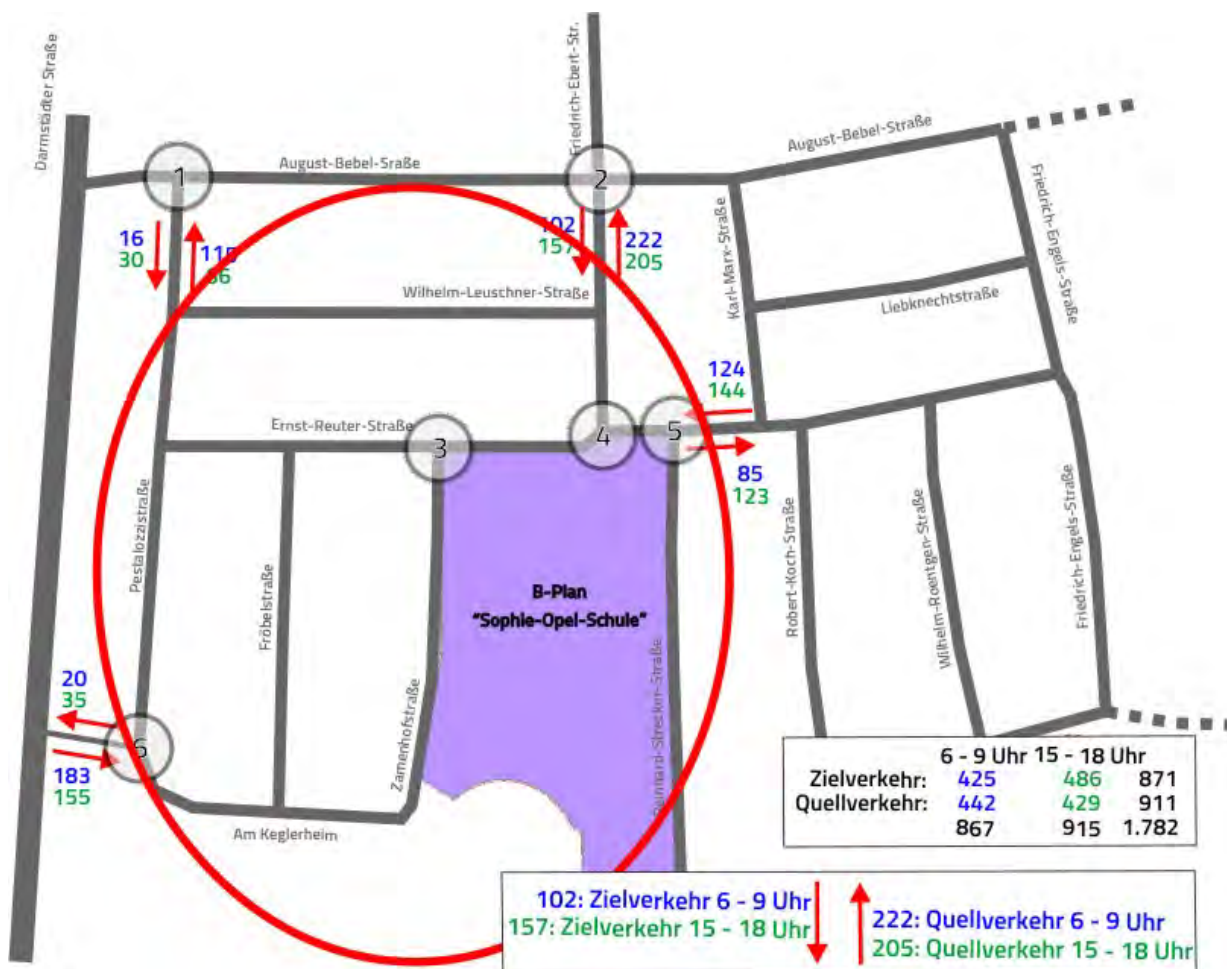 Darmstädter Straße
Friedrich-Ebert-Str.
August-Bebel-Sraße
August-Bebel-Straße
1
2
16
30
115
102
157
222
205
Wilhelm-Leuschner-Straße
Karl-Marx-Straße
Liebknechtstraße
Friedrich-Engels-Straße
124
144
Ernst-Reuter-Straße
3
4
5
85
123
Pestalozzistraße
Fröbelstraße
Zamenhofstraße
B-Plan
"Sophie-Opel-Schule"
Robert-Koch-Straße
Wilhelm-Roentgen-Straße
Friedrich-Engels-Straße
20
35
6
183
155
Am Keglerheim
6 - 9 Uhr 15 - 18 Uhr
Zielverkehr: 425 486 871
Quellverkehr: 442 429 911
867 915 1.782
102: Zielverkehr 6 - 9 Uhr
157: Zielverkehr 15 - 18 Uhr
222: Quellverkehr 6 - 9 Uhr
205: Quellverkehr 15 - 18 Uhr